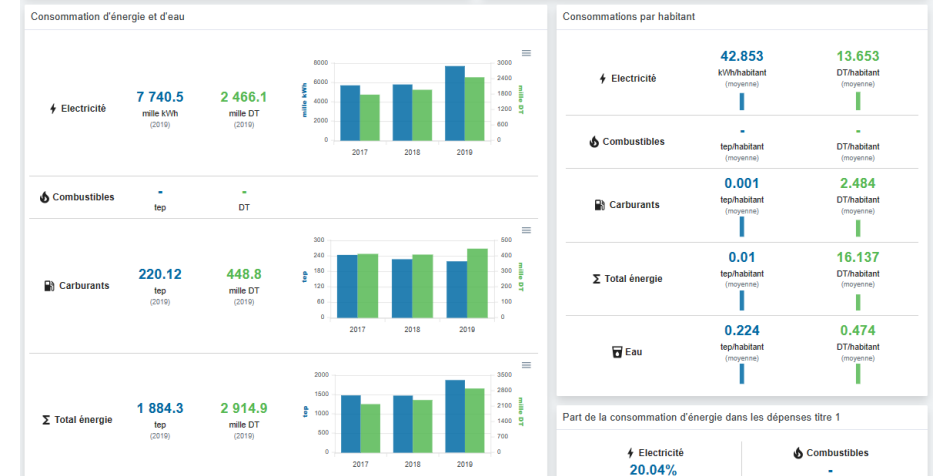 Consommation d'énergie et d'eau
Electricité
7 740.5
mille kWh
(2019)
2 466.1
mille DT
(2019)
mille kWh
8000
6000
4000
2000
0
3000
2400
1800
1200
600
0
mille DT
2017 2018 2019
Combustibles
-
tep
-
DT
Carburants
220.12
tep
(2019)
448.8
mille DT
(2019)
tep
300
240
180
120
60
0
500
400
300
200
100
0
mille DT
2017 2018 2019
Total énergie
1 884.3
tep
(2019)
2 914.9
mille DT
(2019)
tep
2000
1500
1000
500
0
3500
2800
2100
1400
700
0
mille DT
2017 2018 2019
Consommations par habitant
Electricité
42.853
kWh/habitant
(moyenne)
13.653
DT/habitant
(moyenne)
Combustibles
-
tep/habitant
(moyenne)
-
DT/habitant
(moyenne)
Carburants
0.001
tep/habitant
(moyenne)
2.484
DT/habitant
(moyenne)
Total énergie
0.01
tep/habitant
(moyenne)
16.137
DT/habitant
(moyenne)
Eau
0.224
tep/habitant
(moyenne)
0.474
DT/habitant
(moyenne)
Part de la consommation d'énergie dans les dépenses titre 1
Electricité
20.04%
Combustibles
-